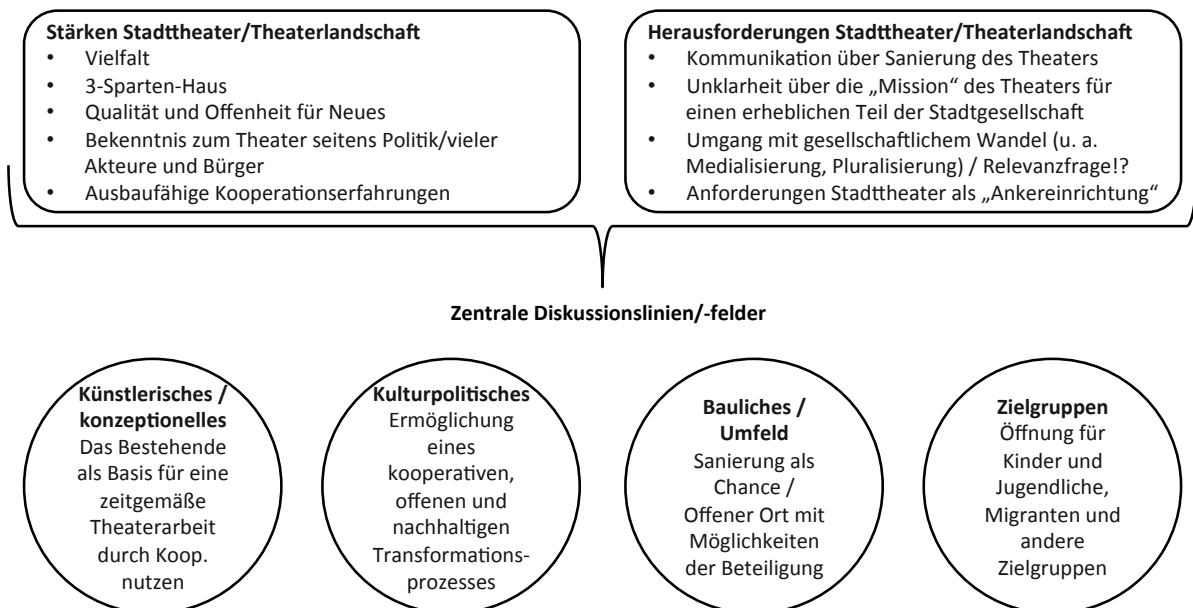 Stärken Stadttheater/Theaterlandschaft
• Vielfalt
• 3-Sparten-Haus
• Qualität und Offenheit für Neues
• Bekenntnis zum Theater seitens Politik/vieler
Akteure und Bürger
• Ausbaufähige Kooperationserfahrungen
Herausforderungen Stadttheater/Theaterlandschaft
• Kommunikation über Sanierung des Theaters
• Unklarheit über die „Mission“ des Theaters für
einen erheblichen Teil der Stadtgesellschaft
• Umgang mit gesellschaftlichem Wandel (u. a.
Medialisierung, Pluralisierung) / Relevanzfrage!?
• Anforderungen Stadttheater als „Ankereinrichtung“
Zentrale Diskussionslinien/-felder
Künstlerisches /
konzeptionelles
Das Bestehende
als Basis für eine
zeitgemäße
Theaterarbeit
durch Koop.
nutzen
Kulturpolitisches
Ermöglichung
eines
kooperativen,
offenen und
nachhaltigen
Transformations-
prozesses
Bauliches /
Umfeld
Sanierung als
Chance /
Offener Ort mit
Möglichkeiten
der Beteiligung
Zielgruppen
Öffnung für
Kinder und
Jugendliche,
Migranten und
andere
Zielgruppen